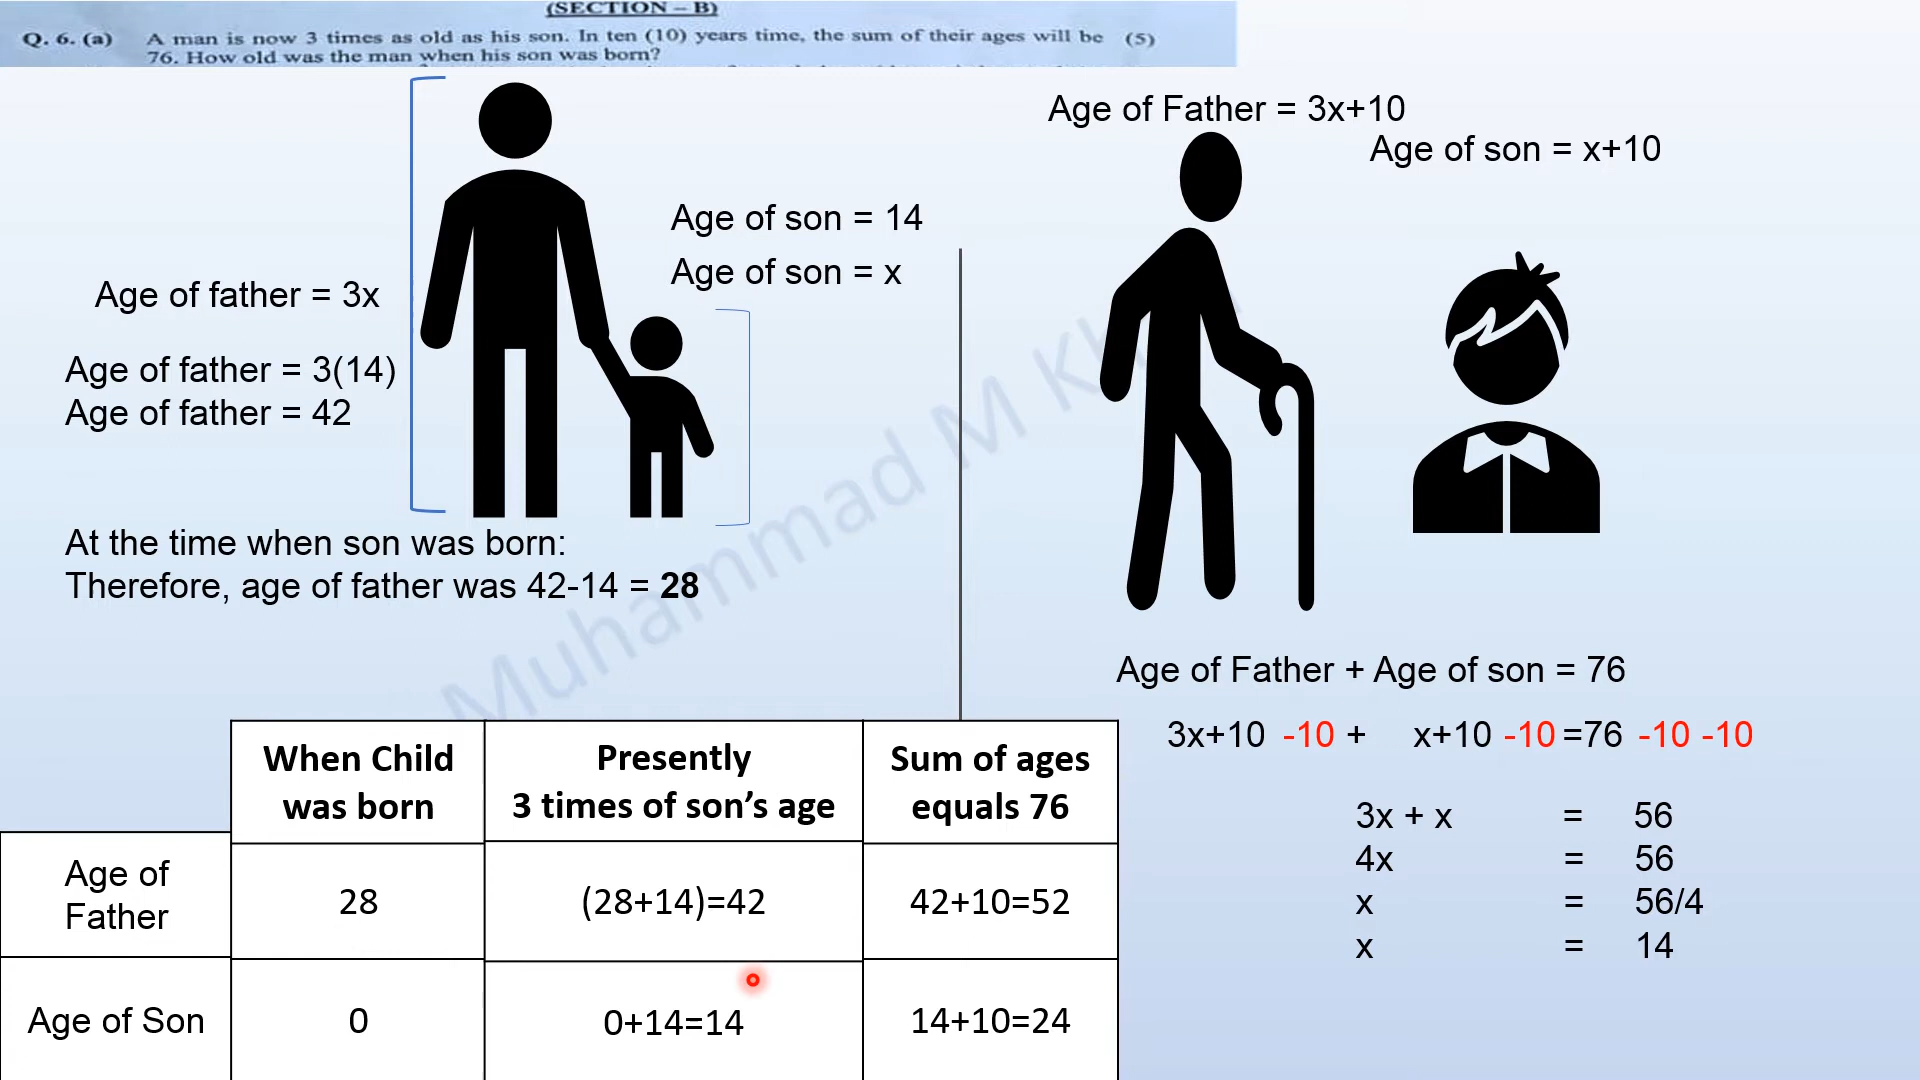 (SECTION – B)
Q. 6. (a) A man is now 3 times as old as his son. In ten (10) years time, the sum of their ages will be (5)
76. How old was the man when his son was born?
Age of father = 3x
Age of father = 3(14)
Age of father = 42
Age of son = 14
Age of son = x
At the time when son was born:
Therefore, age of father was 42-14 = 28
Age of Father = 3x+10
Age of son = x+10
Age of Father + Age of son = 76
3x+10 -10 + x+10 -10 =76 -10 -10
3x + x = 56
4x = 56
x = 56/4
x = 14
When Child
was born
Presently
3 times of son’s age
Sum of ages
equals 76
Age of
Father
28
(28+14)=42
42+10=52
Age of Son
0
0+14=14
14+10=24
Muhammad M